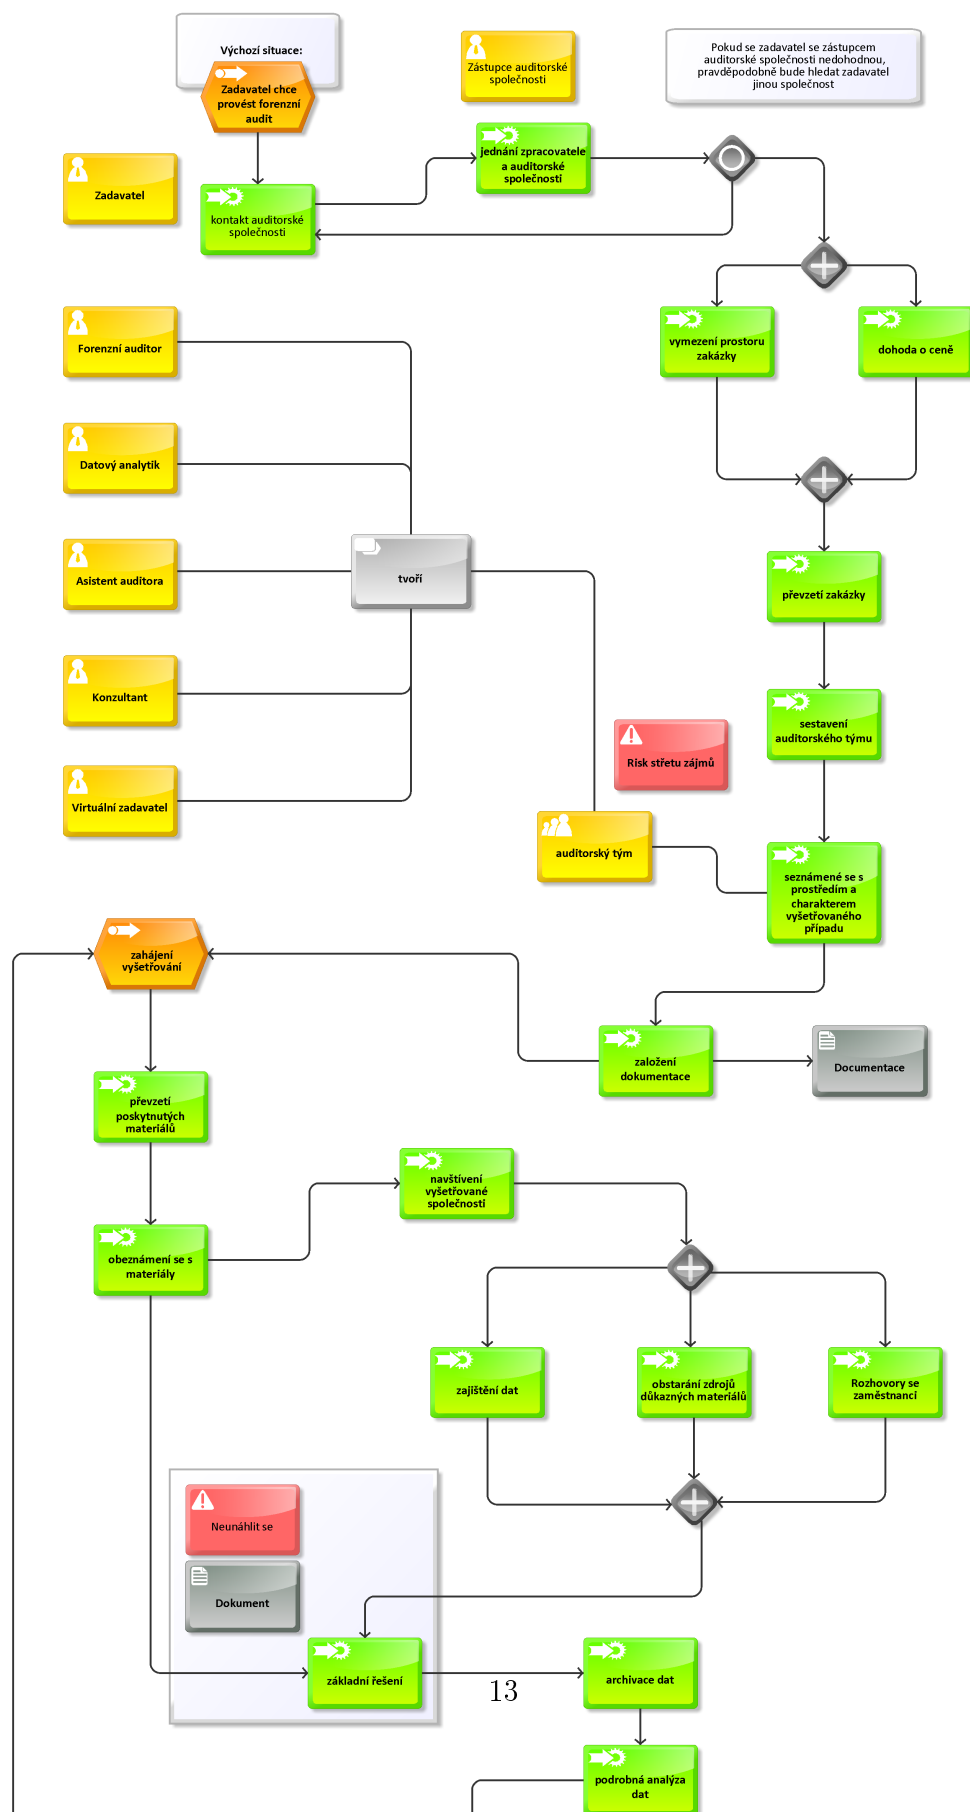 Výchozí situace:
Zadavatel chce
provést forenzní
audit
Zástupce auditorské
společnosti
Pokud se zadavatel se zástupcem
auditorské společnosti nedohodnou,
pravděpodobně bude hledat zadavatel
jinou společnost
jednání zpracovatele
a auditorské
společnosti
Zadavatel
kontakt auditorské
společnosti
Forenzní auditor
vymezení prostoru
zakázky
dohoda o ceně
Datový analytik
Asistent auditora
tvoří
převzetí zakázky
Konzultant
sestavení
auditorského týmu
Risk střetu zájmů
Virtuální zadavatel
auditorský tým
seznámené se s
prostředím a
charakterem
vyšetřovaného
případu
zahájení
vyšetřování
založení
dokumentace
Documentace
převzetí
poskytnutých
materiálů
navštívení
vyšetřované
společnosti
obeznámení se s
materiály
zajištění dat
obstarání zdrojů
důkazných materiálů
Rozhovory se
zaměstnanci
Neunáhlit se
Dokument
základní řešení
archivace dat
13
podrobná analýza
dat